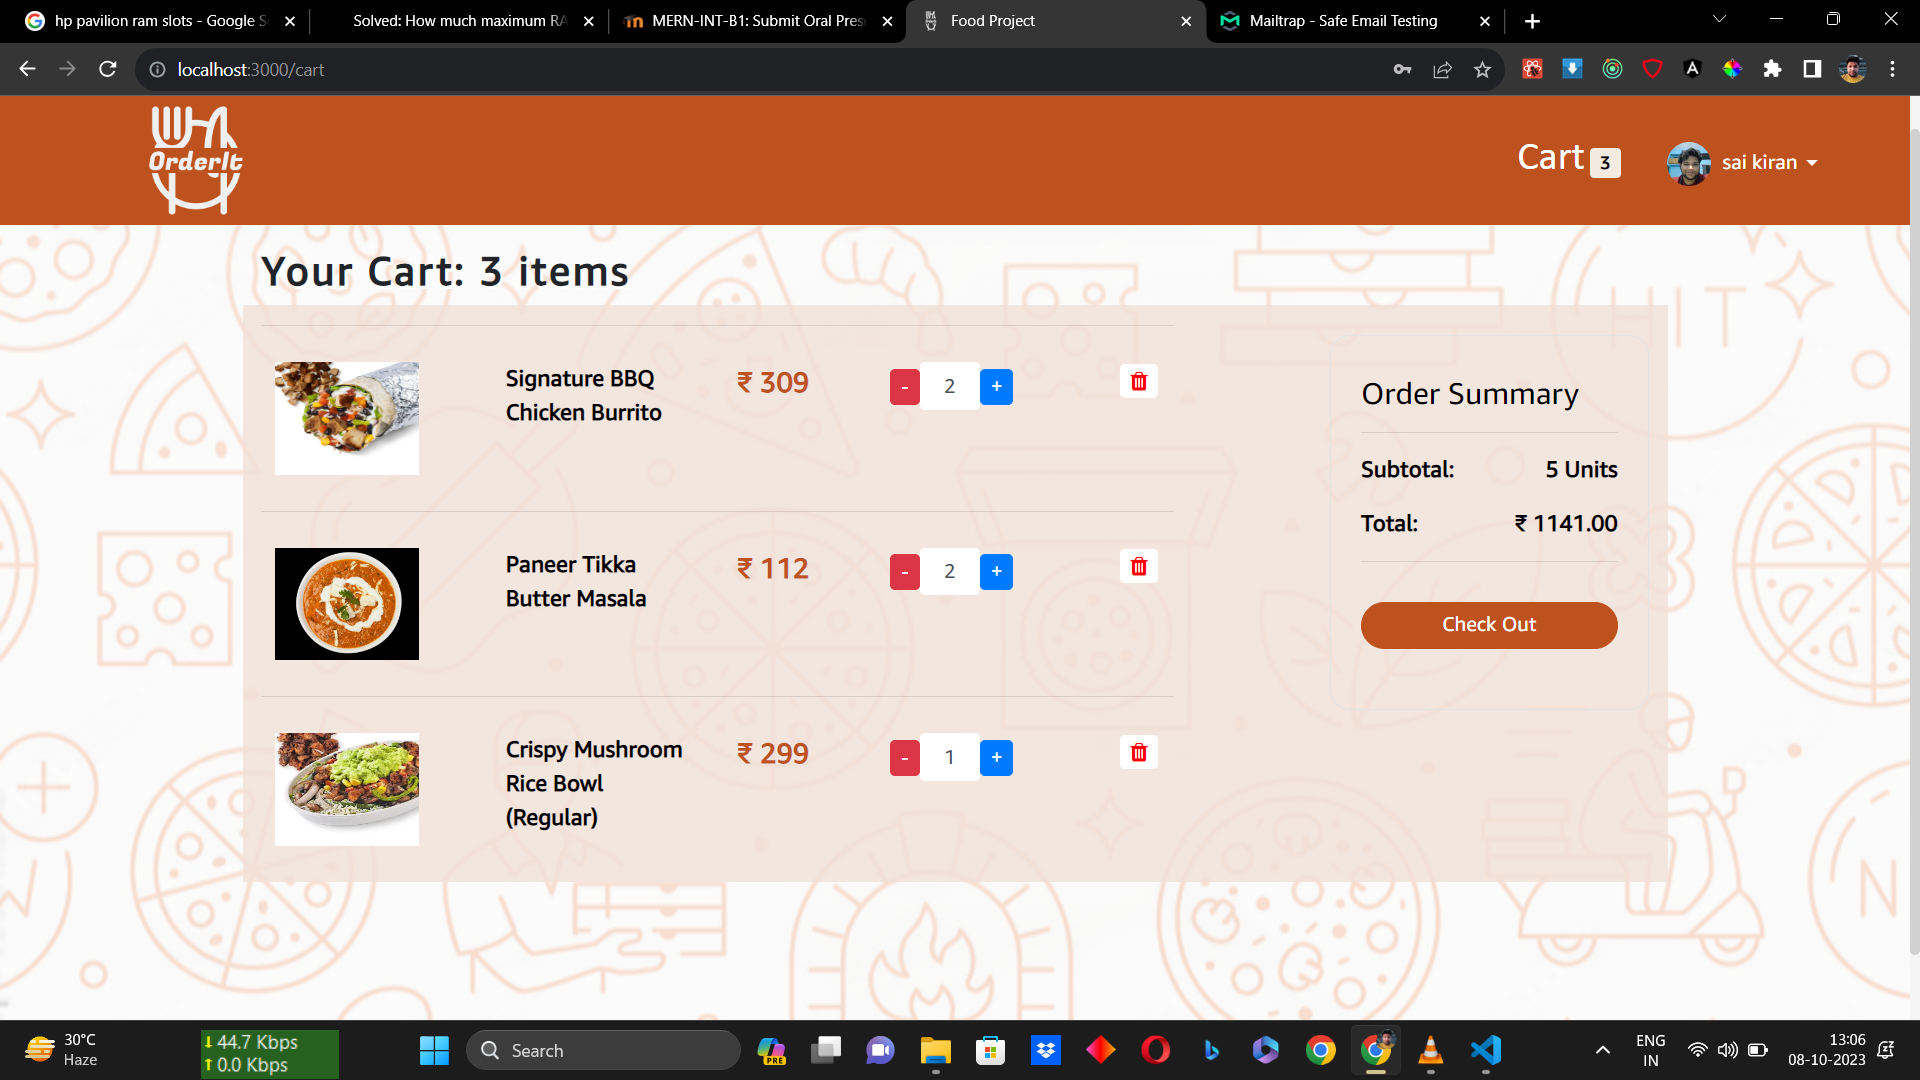 hp pavilion ram slots - Google S
Solved: How much maximum RA
MERN-INT-B1: Submit Oral Pres
Food Project
Mailtrap - Safe Email Testing
localhost:3000/cart
OrderIt
Cart 3
sai kiran
Your Cart: 3 items
Signature BBQ
Chicken Burrito
₹ 309
- 2 +
Paneer Tikka
Butter Masala
₹ 112
- 2 +
Crispy Mushroom
Rice Bowl
(Regular)
₹ 299
- 1 +
Order Summary
Subtotal: 5 Units
Total: ₹ 1141.00
Check Out
HIT
N
30°C
Haze
44.7 Kbps
0.0 Kbps
Search
PRE
ENG
IN
13:06
08-10-2023